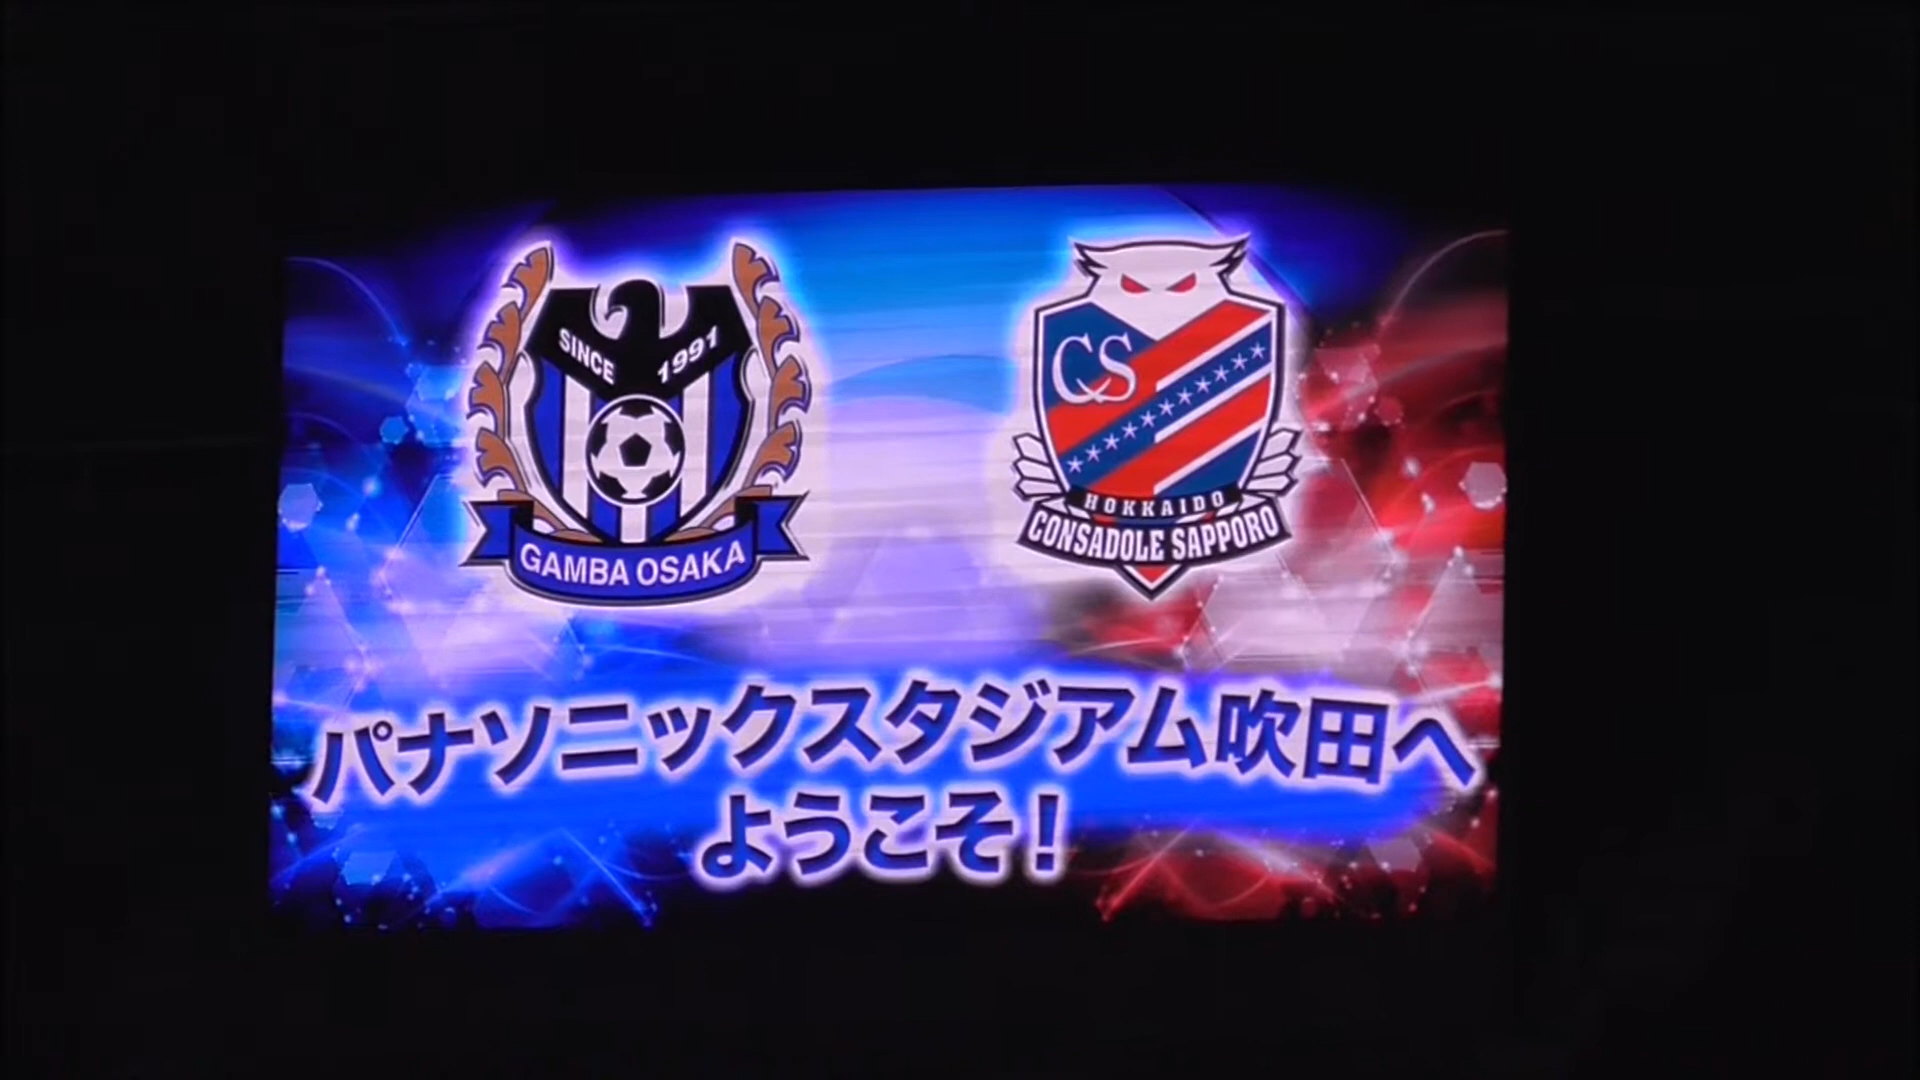 SINCE 1991
GAMBA OSAKA
CS
HOKKAIDO
CONSADOLE SAPPORO
パナソニックスタジアム吹田へ
ようこそ!